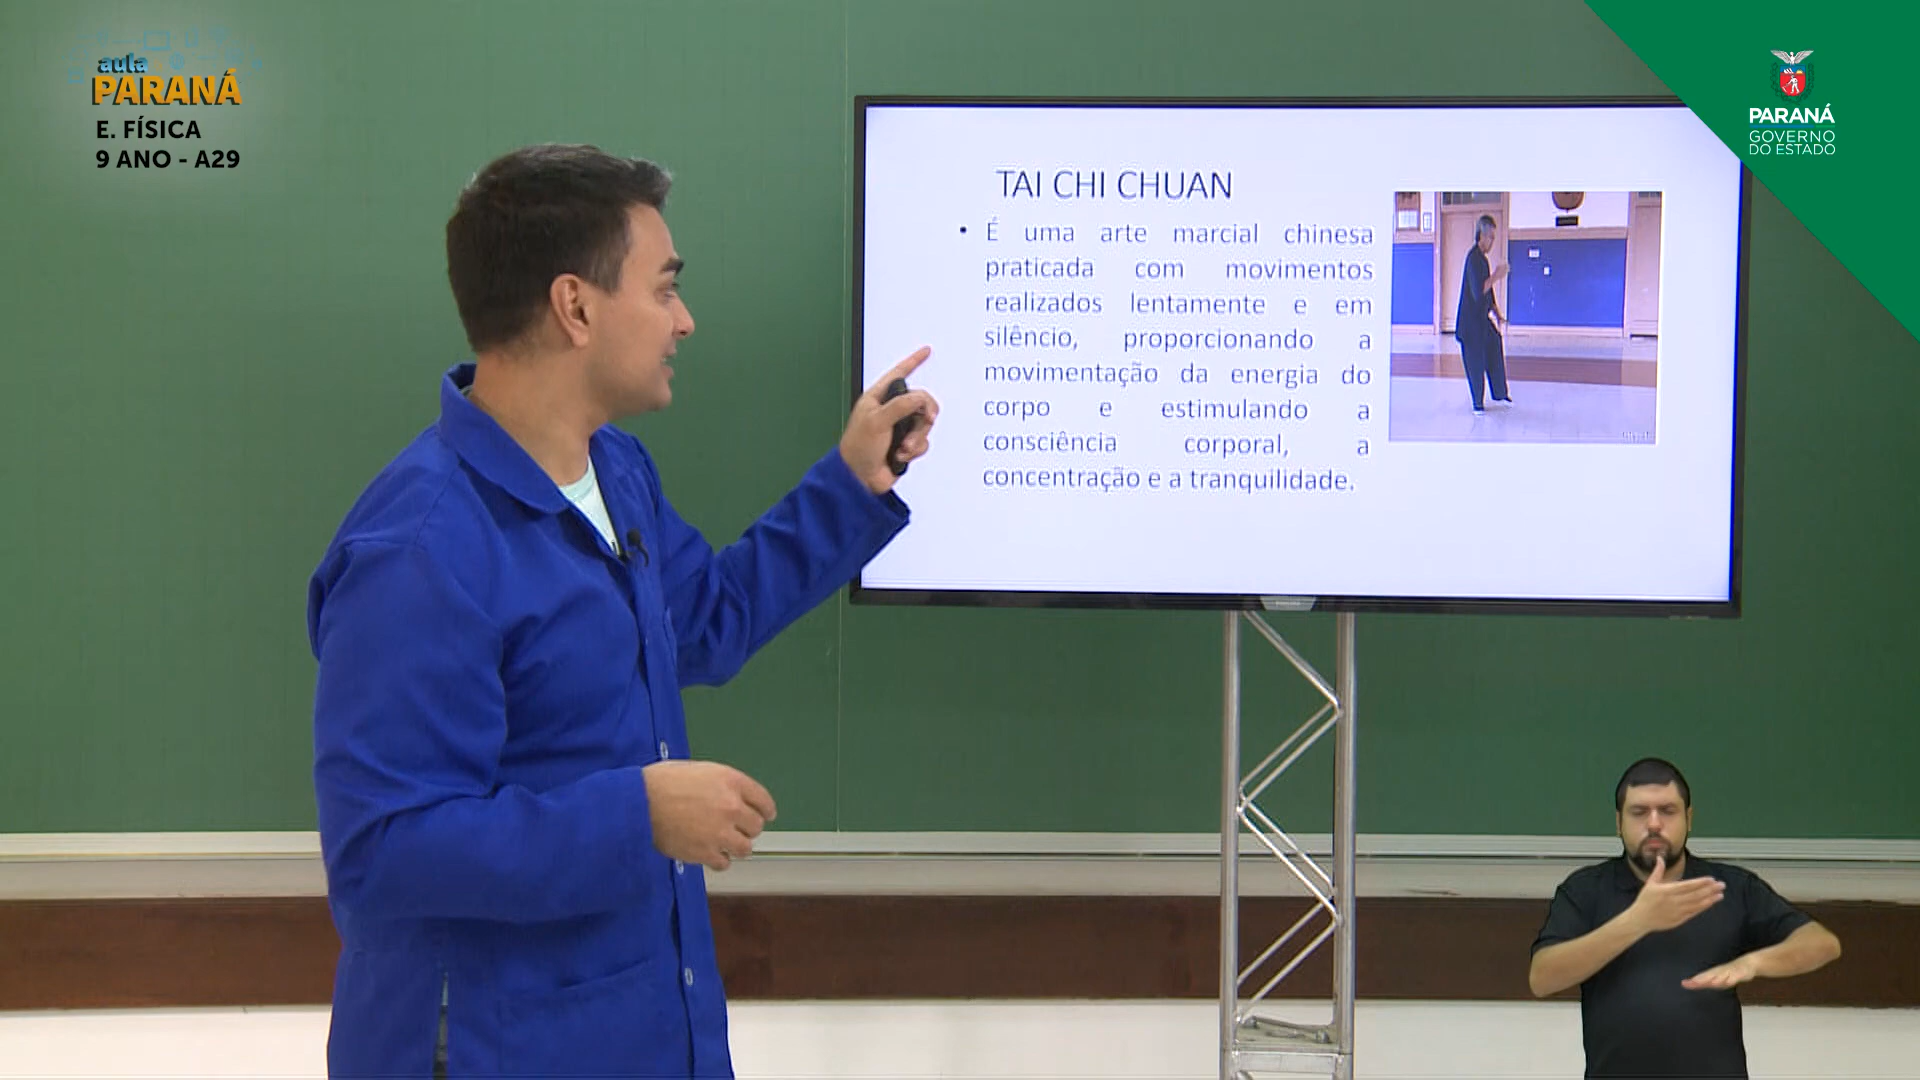 aula
PARANÁ
E. FÍSICA
9 ANO - A29
PARANÁ
GOVERNO
DO ESTADO
TAI CHI CHUAN
• É uma arte marcial chinesa
praticada com movimentos
realizados lentamente e em
silêncio, proporcionando a
movimentação da energia do
corpo e estimulando a
consciência corporal, a
concentração e a tranquilidade.